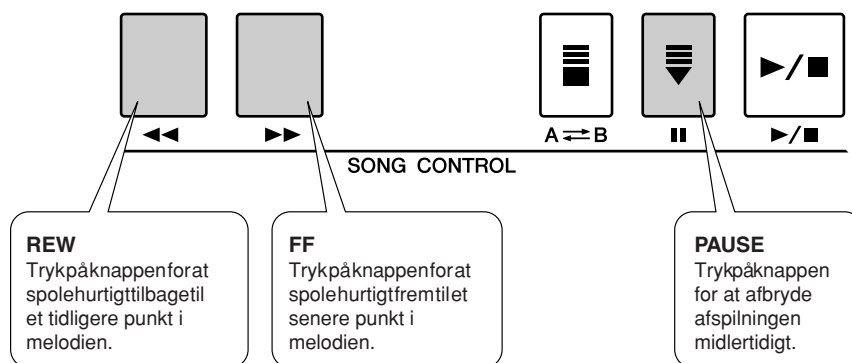 A⇄B
SONG CONTROL
REW
Trykpåknappenforat
spolehurtigttilbagetil
et tidligere punkt i
melodien.
FF
Trykpåknappenforat
spolehurtigtfremtilet
senere punkt i
melodien.
PAUSE
Trykpåknappen
for at afbryde
afspilningen
midlertidigt.